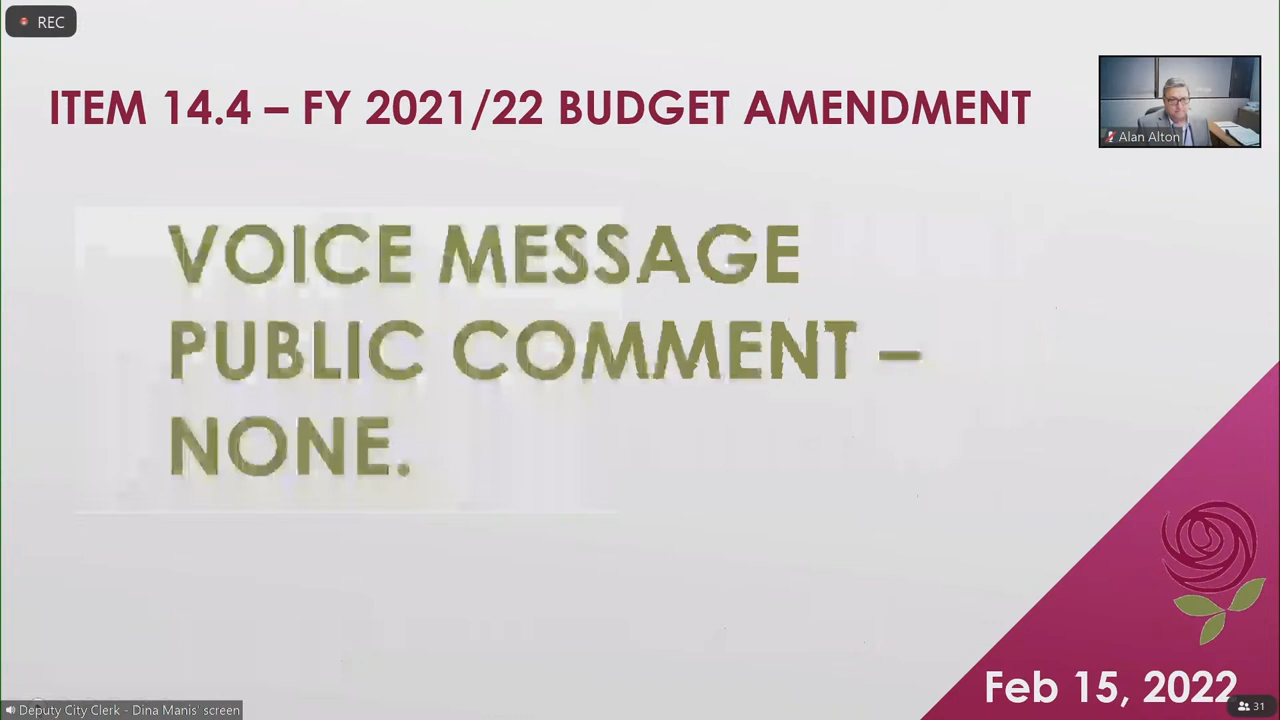 REC
ITEM 14.4 – FY 2021/22 BUDGET AMENDMENT
Alan Alton
VOICE MESSAGE
PUBLIC COMMENT –
NONE.
Feb 15, 2022
Deputy City Clerk - Dina Manis' screen
31